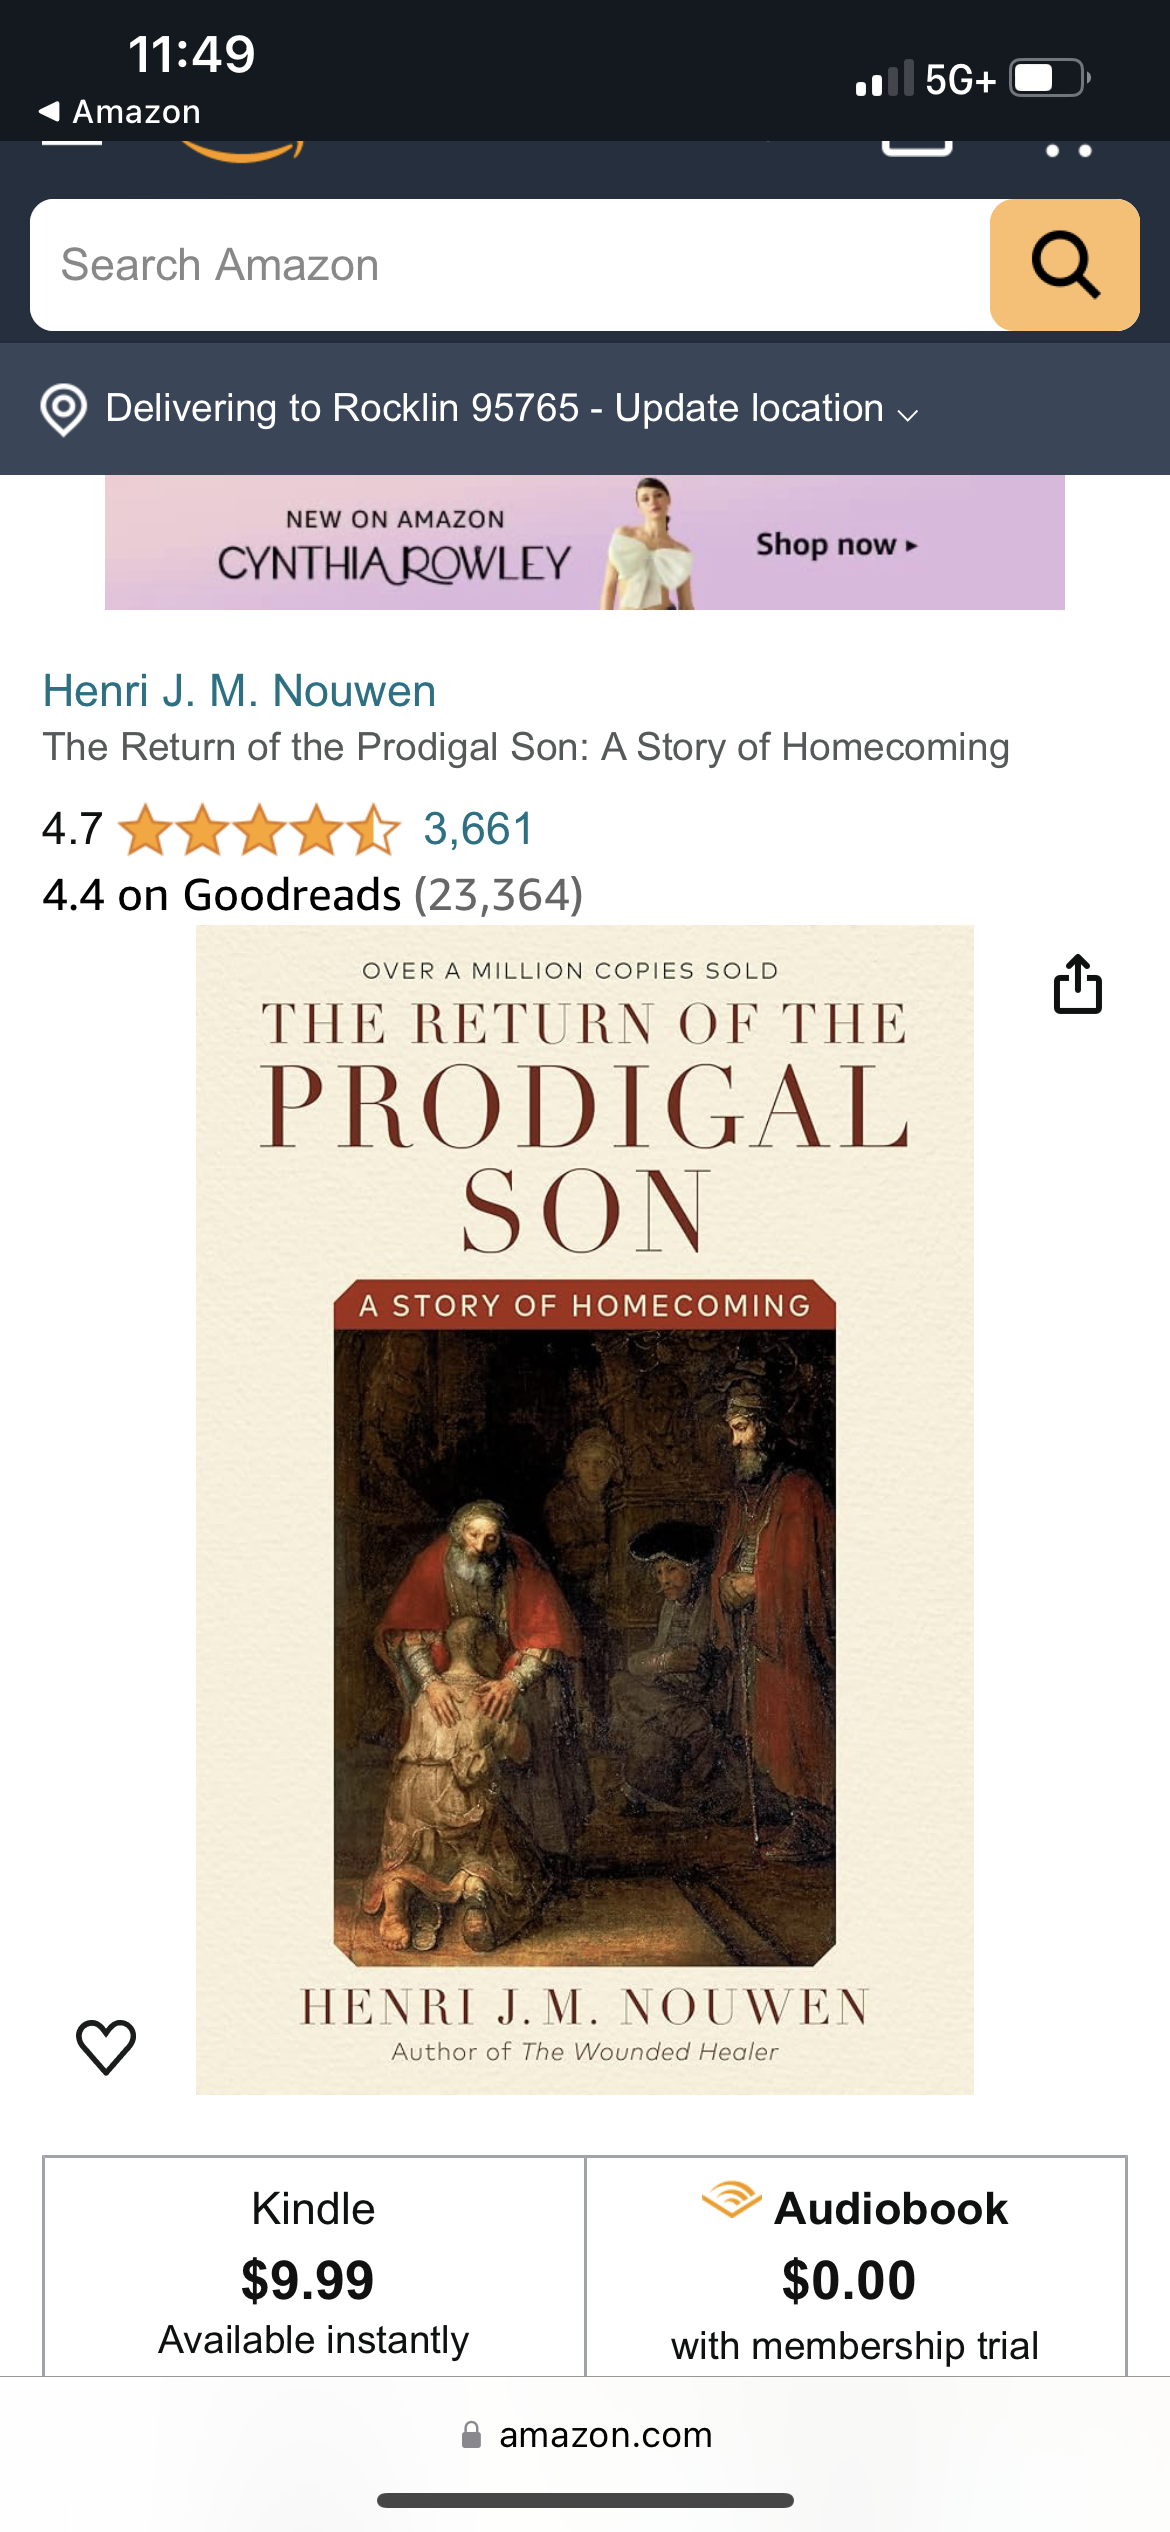 11:49
5G+
Amazon
Search Amazon
Delivering to Rocklin 95765 - Update location
NEW ON AMAZON
CYNTHIA ROWLEY
Shop now
Henri J. M. Nouwen
The Return of the Prodigal Son: A Story of Homecoming
4.7 3,661
4.4 on Goodreads (23,364)
OVER A MILLION COPIES SOLD
THE RETURN OF THE
PRODIGAL
SON
A STORY OF HOMECOMING
HENRI J.M. NOUWEN
Author of The Wounded Healer
Kindle
$9.99
Available instantly
Audiobook
$0.00
with membership trial
amazon.com